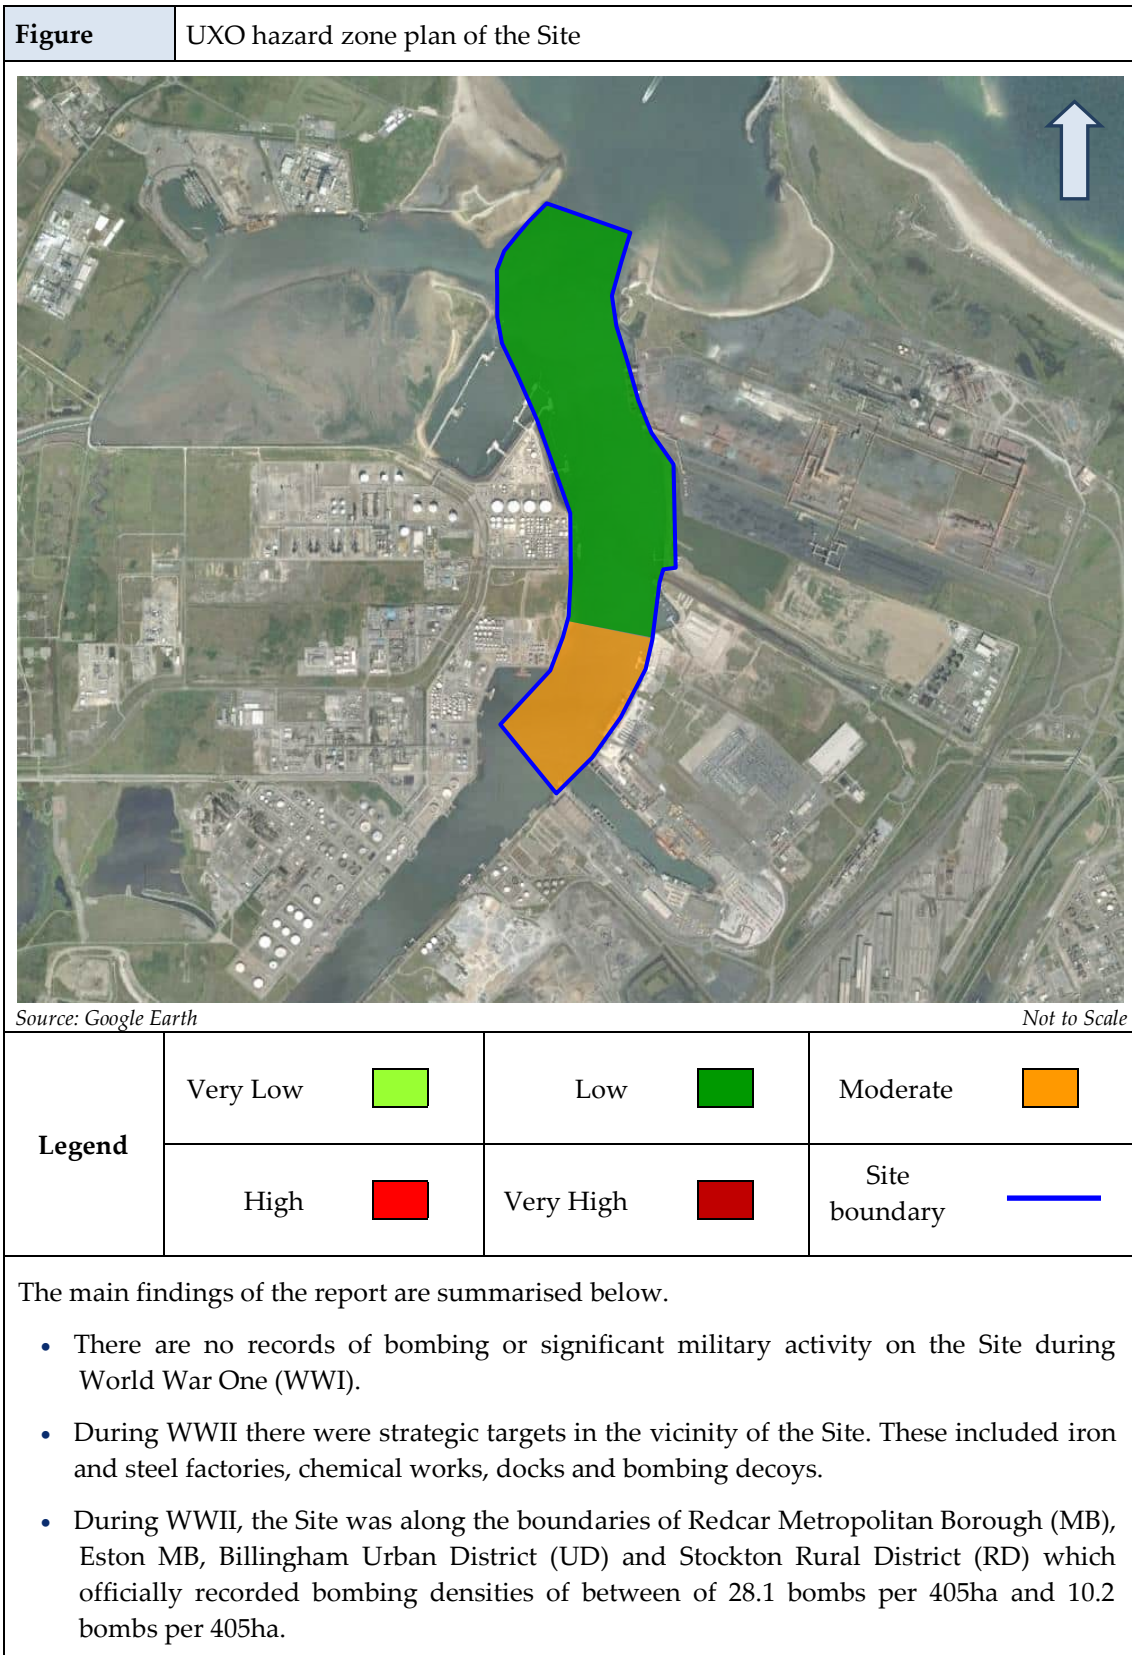 Figure
UXO hazard zone plan of the Site
Source: Google Earth
Not to Scale
Legend
Very Low
Low
Moderate
High
Very High
Site
boundary
The main findings of the report are summarised below.
• There are no records of bombing or significant military activity on the Site during
World War One (WWI).
• During WWII there were strategic targets in the vicinity of the Site. These included iron
and steel factories, chemical works, docks and bombing decoys.
• During WWII, the Site was along the boundaries of Redcar Metropolitan Borough (MB),
Eston MB, Billingham Urban District (UD) and Stockton Rural District (RD) which
officially recorded bombing densities of between of 28.1 bombs per 405ha and 10.2
bombs per 405ha.